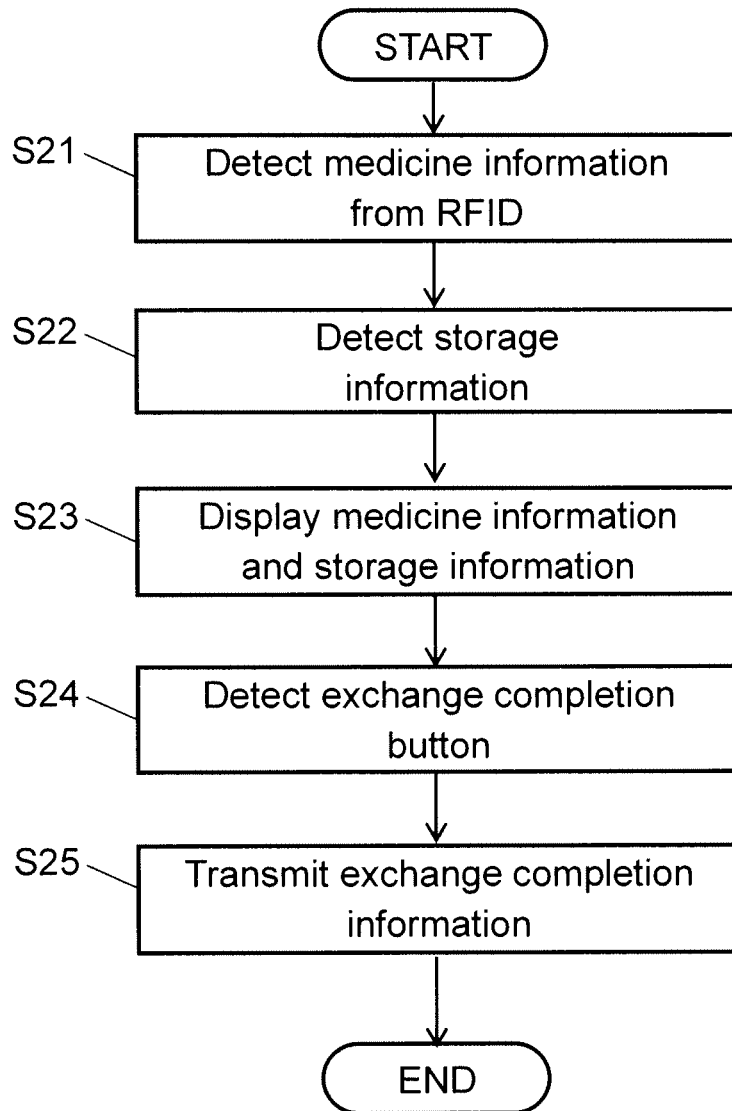 START
S21
Detect medicine information
from RFID
S22
Detect storage
information
S23
Display medicine information
and storage information
S24
Detect exchange completion
button
S25
Transmit exchange completion
information
END